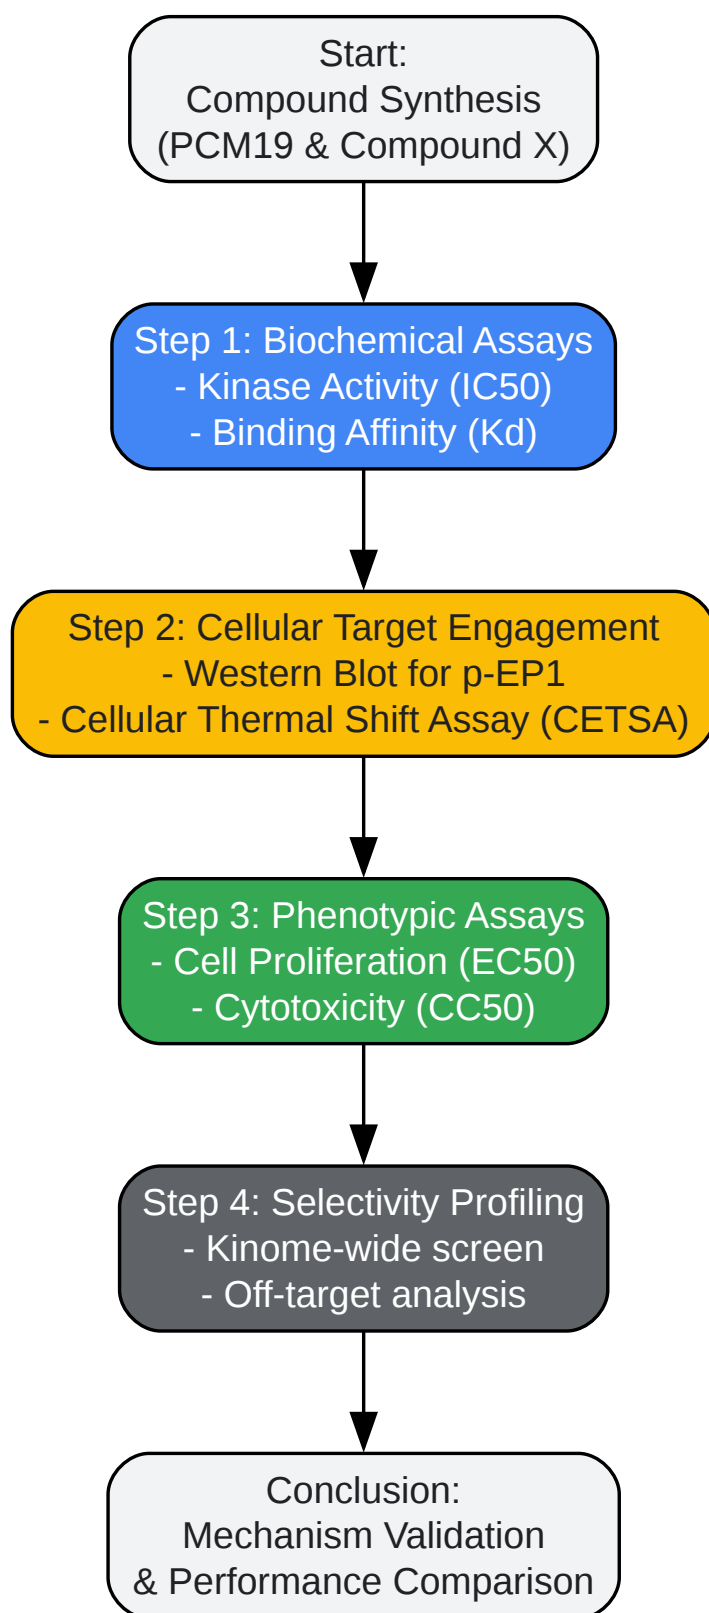 Start:
Compound Synthesis
(PCM19 & Compound X)
Step 1: Biochemical Assays
- Kinase Activity (IC50)
- Binding Affinity (Kd)
Step 2: Cellular Target Engagement
- Western Blot for p-EP1
- Cellular Thermal Shift Assay (CETSA)
Step 3: Phenotypic Assays
- Cell Proliferation (EC50)
- Cytotoxicity (CC50)
Step 4: Selectivity Profiling
- Kinome-wide screen
- Off-target analysis
Conclusion:
Mechanism Validation
& Performance Comparison